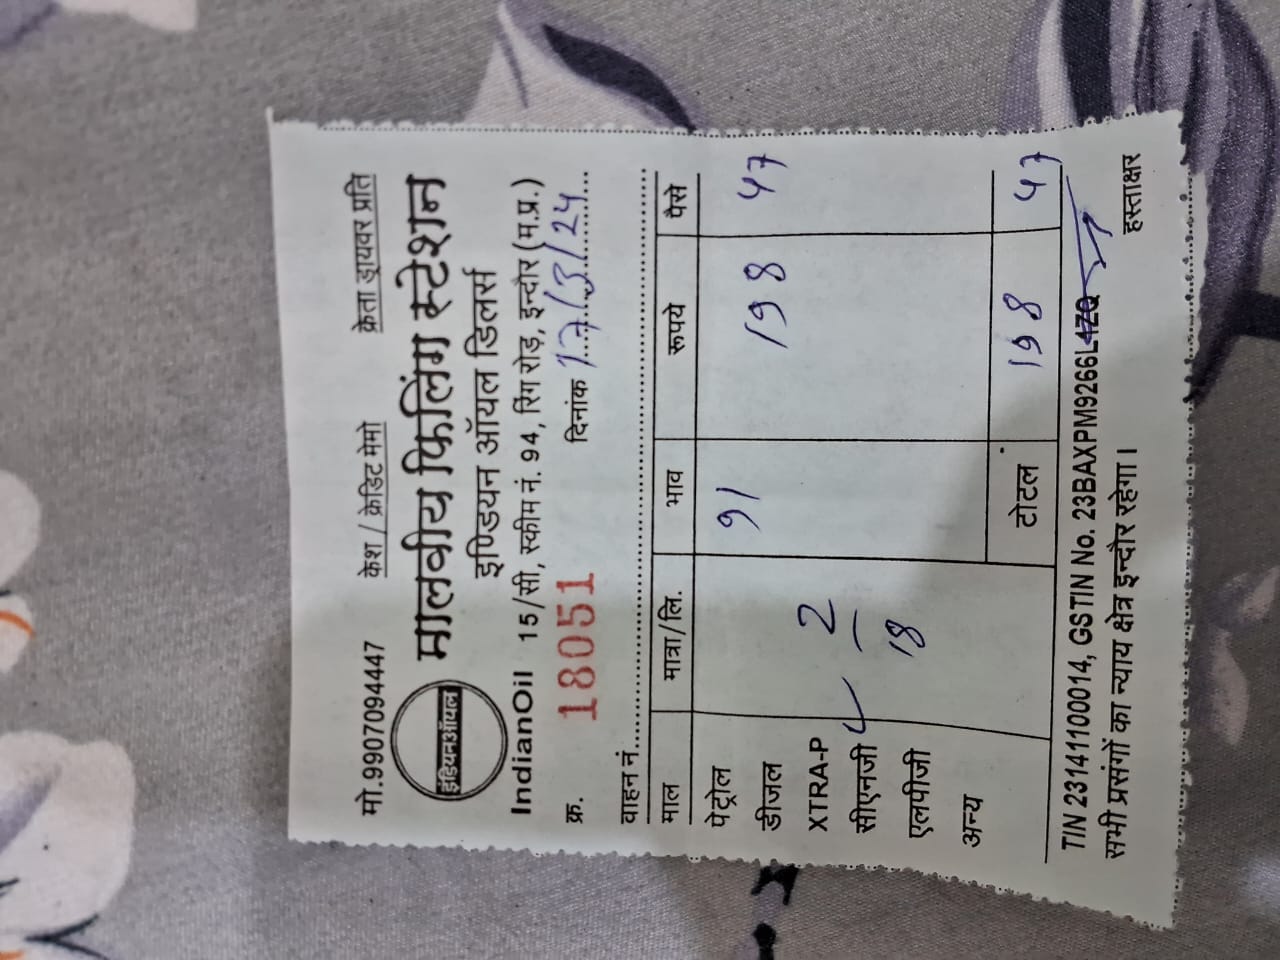 मो.9907094447 केश / क्रेडिट मेमो क्रेता ड्रायवर प्रति
इंडियनऑयल
मालवीय फिलिंग स्टेशन
इण्डियन ऑयल डिलर्स
IndianOil 15/सी, स्कीम नं. 94, रिंग रोड़, इन्दौर (म.प्र.)
क्र. 18051 दिनांक 17/3/24
वाहन नं.
माल मात्रा/लि. भाव रूपये पैसे
पेट्रोल 91
डीजल 198 47
XTRA-P 2
सीएनजी
एलपीजी 18
अन्य
टोटल 198 47
TIN 23141100014, GSTIN No. 23BAXPM9266L4ZQ
सभी प्रसंगों का न्याय क्षेत्र इन्दौर रहेगा। हस्ताक्षर